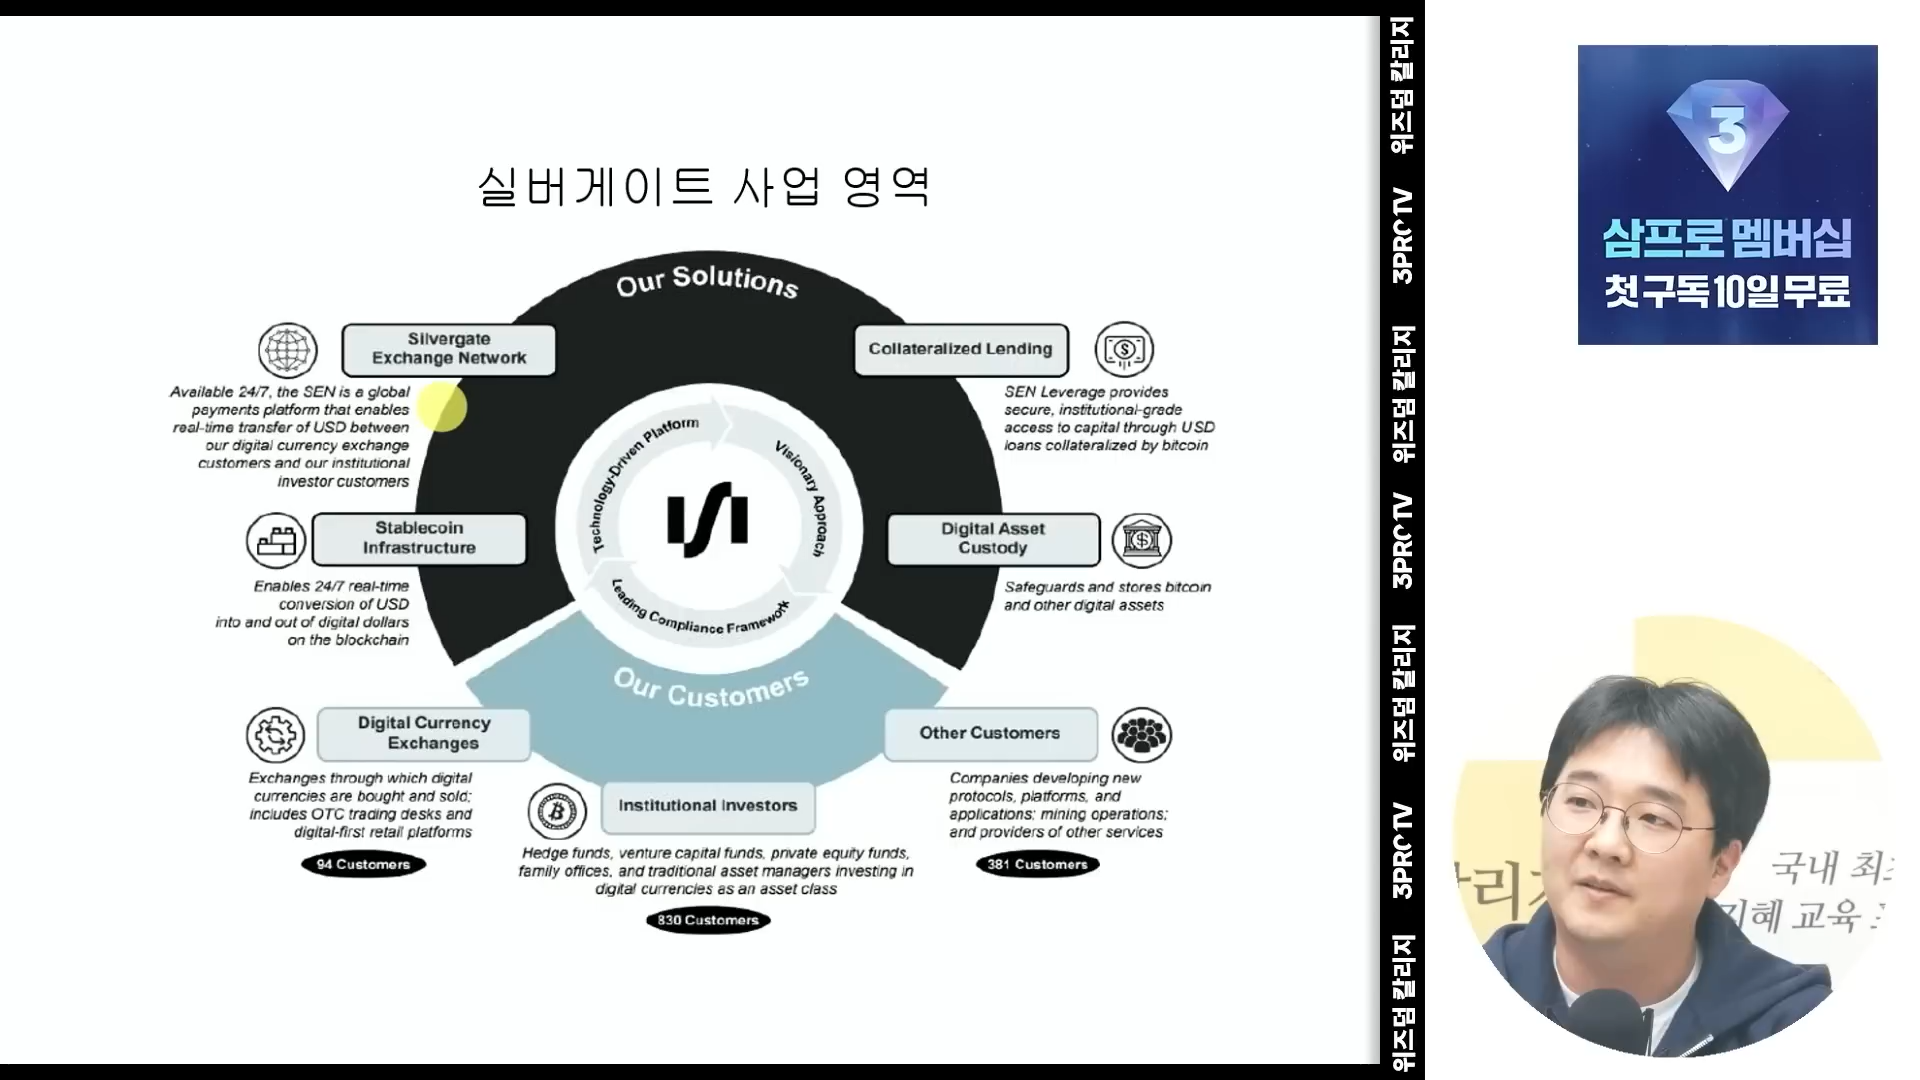 실버게이트 사업 영역
Our Solutions
Silvergate
Exchange Network
Available 24/7, the SEN is a global
payments platform that enables
real-time transfer of USD between
our digital currency exchange
customers and our institutional
investor customers
Collateralized Lending
SEN Leverage provides
secure, institutional-grade
access to capital through USD
loans collateralized by bitcoin
Technology-Driven Platform
Visionary Approach
Leading Compliance Framework
Stablecoin
Infrastructure
Enables 24/7 real-time
conversion of USD
into and out of digital dollars
on the blockchain
Digital Asset
Custody
Safeguards and stores bitcoin
and other digital assets
Our Customers
Digital Currency
Exchanges
Exchanges through which digital
currencies are bought and sold;
includes OTC trading desks and
digital-first retail platforms
94 Customers
Institutional Investors
Hedge funds, venture capital funds, private equity funds,
family offices, and traditional asset managers investing in
digital currencies as an asset class
830 Customers
Other Customers
Companies developing new
protocols, platforms, and
applications; mining operations;
and providers of other services
381 Customers
위즈덤 칼리지 3PROTV 위즈덤 칼리지 3PROTV 위즈덤 칼리지 3PROTV 위즈덤 칼리지
3
삼프로 멤버십
첫 구독 10일 무료
국내 최
리
지혜 교육